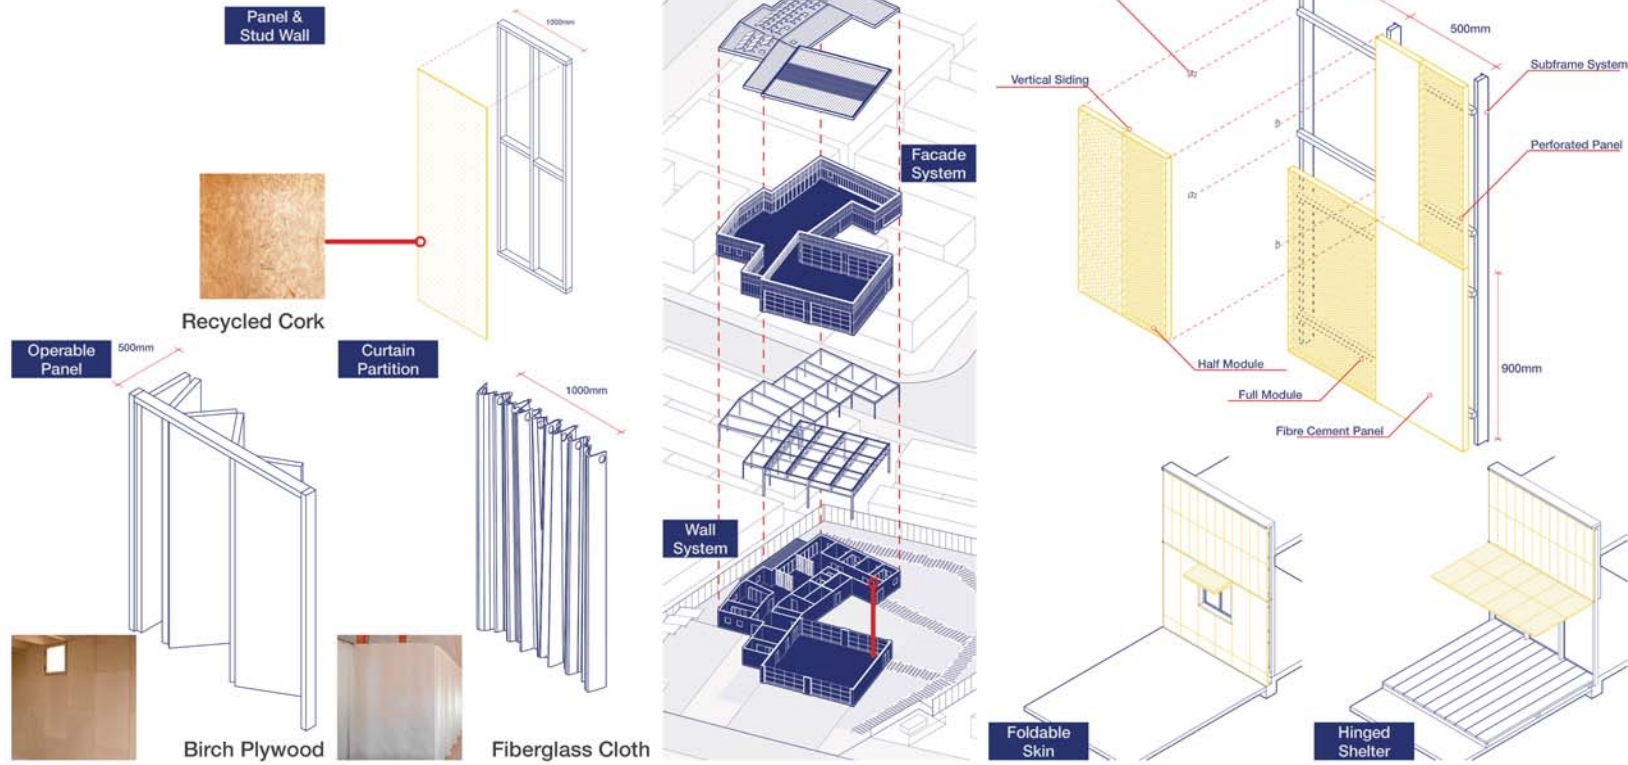 Panel &
Stud Wall
1000mm
Recycled Cork
Operable
Panel
500mm
Birch Plywood
Curtain
Partition
1000mm
Fiberglass Cloth
Facade
System
Wall
System
500mm
Vertical Siding
Subframe System
Perforated Panel
Half Module
Full Module
Fibre Cement Panel
900mm
Foldable
Skin
Hinged
Shelter